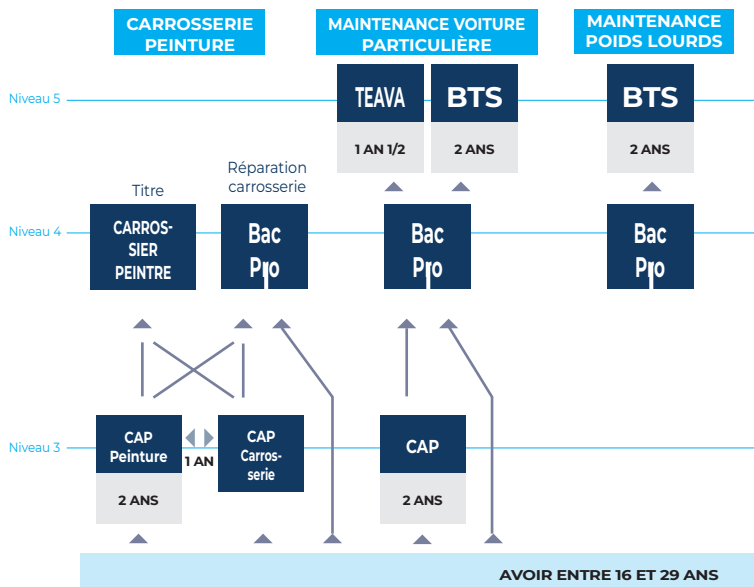 CARROSSERIE
PEINTURE
MAINTENANCE VOITURE
PARTICULIÈRE
MAINTENANCE
POIDS LOURDS
Niveau 5
TEAVA
BTS
BTS
1 AN 1/2
2 ANS
2 ANS
Titre
Réparation
carrosserie
Niveau 4
CARROS-
SIER
PEINTRE
Bac
Pro
Bac
Pro
Bac
Pro
Niveau 3
CAP
Peinture
1 AN
CAP
Carros-
serie
CAP
2 ANS
2 ANS
AVOIR ENTRE 16 ET 29 ANS